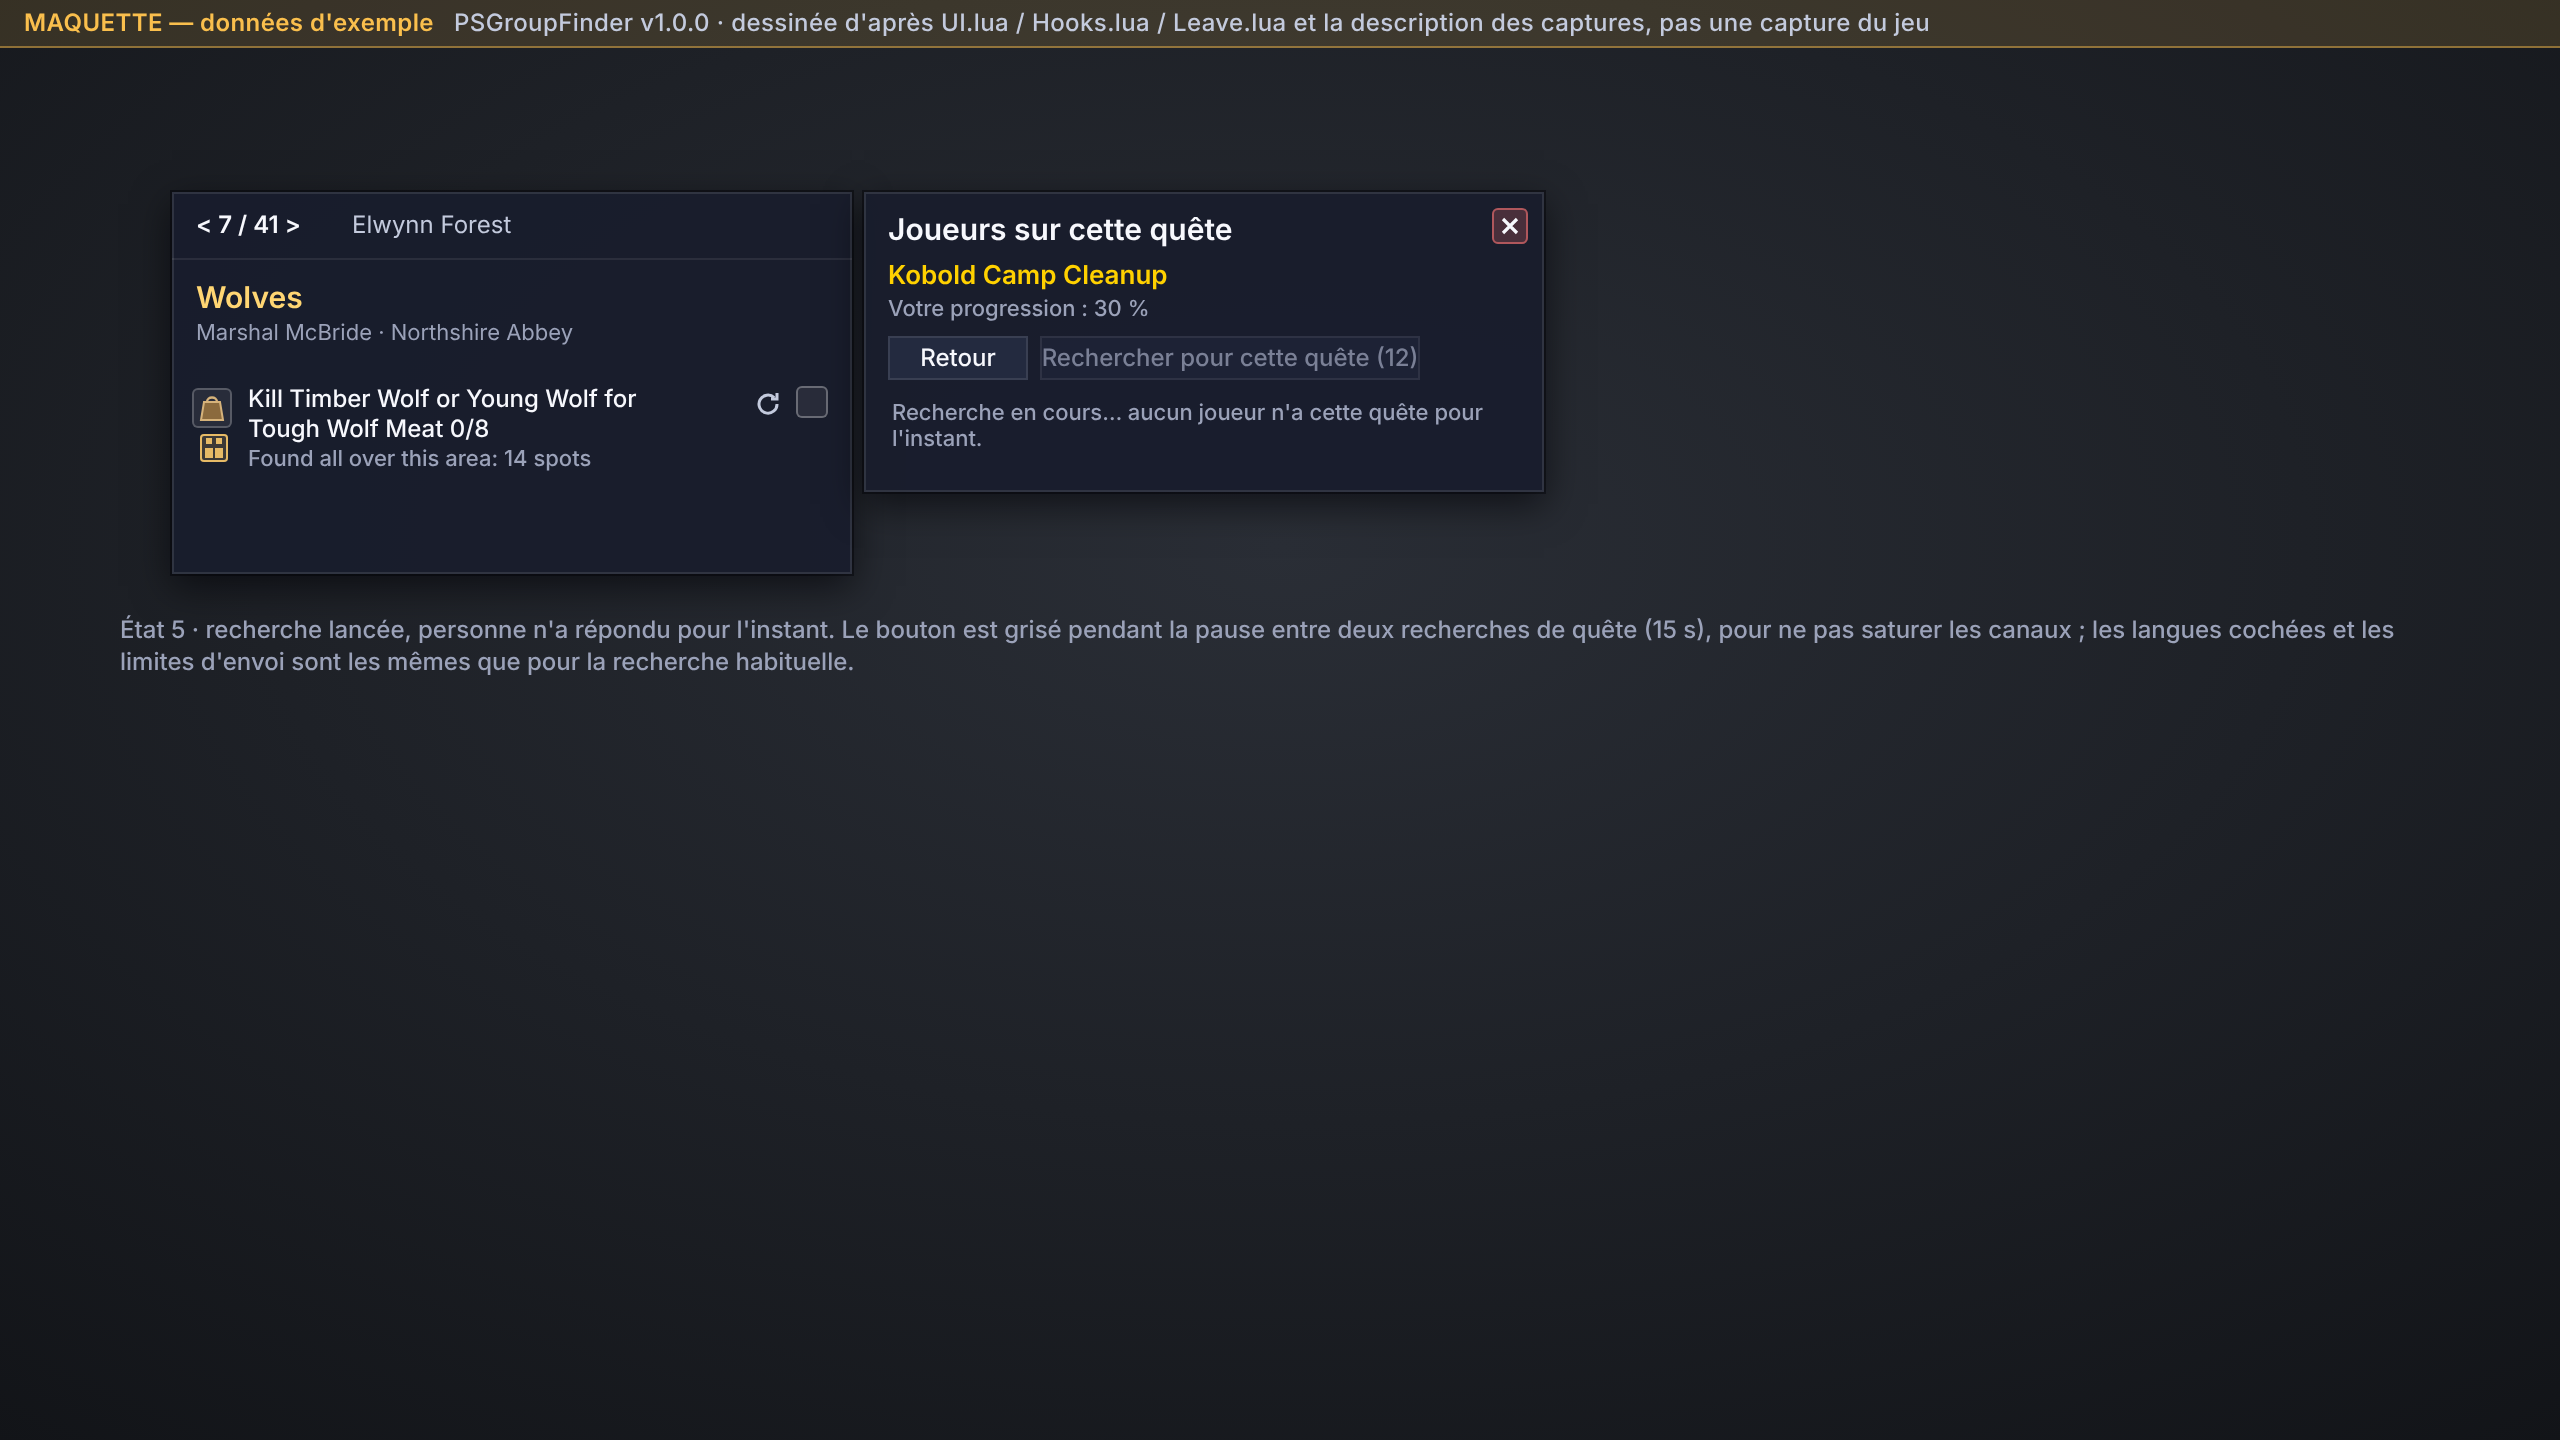 MAQUETTE — données d'exemple PSGroupFinder v1.0.0 · dessinée d'après UI.lua / Hooks.lua / Leave.lua et la description des captures, pas une capture du jeu
< 7 / 41 > Elwynn Forest
Wolves
Marshal McBride · Northshire Abbey
Kill Timber Wolf or Young Wolf for
Tough Wolf Meat 0/8
Found all over this area: 14 spots
Joueurs sur cette quête
Kobold Camp Cleanup
Votre progression : 30 %
Retour Rechercher pour cette quête (12)
Recherche en cours... aucun joueur n'a cette quête pour
l'instant.
État 5 · recherche lancée, personne n'a répondu pour l'instant. Le bouton est grisé pendant la pause entre deux recherches de quête (15 s), pour ne pas saturer les canaux ; les langues cochées et les
limites d'envoi sont les mêmes que pour la recherche habituelle.